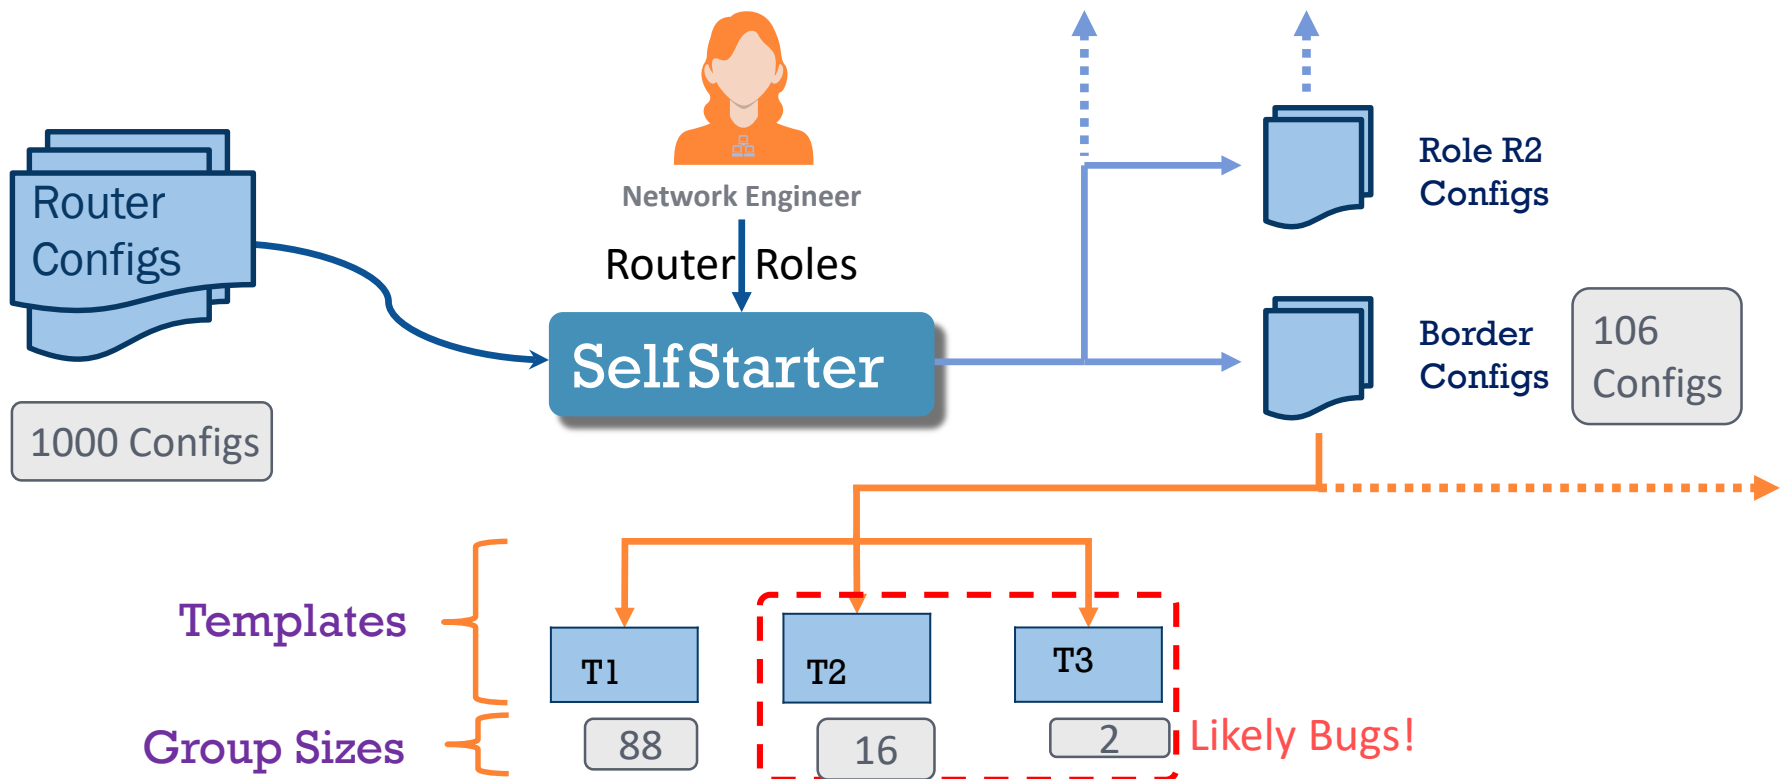 Router
Configs
1000 Configs
Network Engineer
Router Roles
SelfStarter
Role R2
Configs
Border
Configs
106
Configs
Templates
T1
T2
T3
Group Sizes
88
16
2
Likely Bugs!